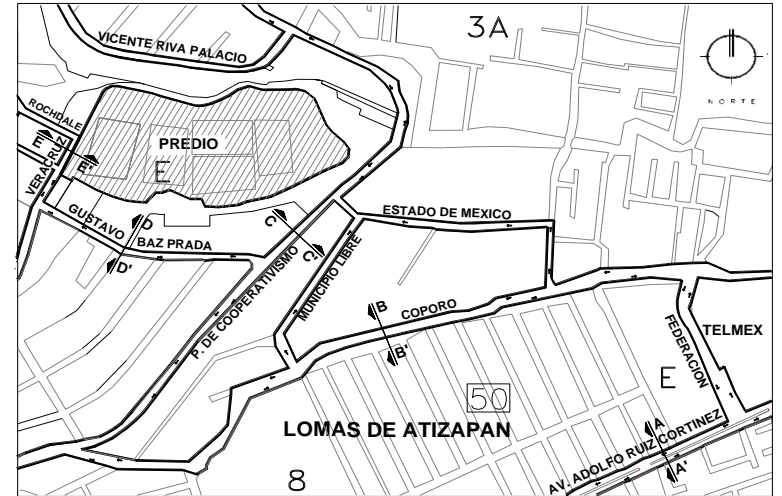 3A
VICENTE RIVA PALACIO
NORTE
ROCHDALE
PREDIO
E
E
E'
VERACRUZ
GUSTAVO
BAZ PRADA
D
D'
C
C'
ESTADO DE MEXICO
P. DE COOPERATIVISMO
MUNICIPIO LIBRE
B
B'
COPORO
FEDERACION
TELMEX
E
50
LOMAS DE ATIZAPAN
A
A'
AV. ADOLFO RUIZ CORTINEZ
8